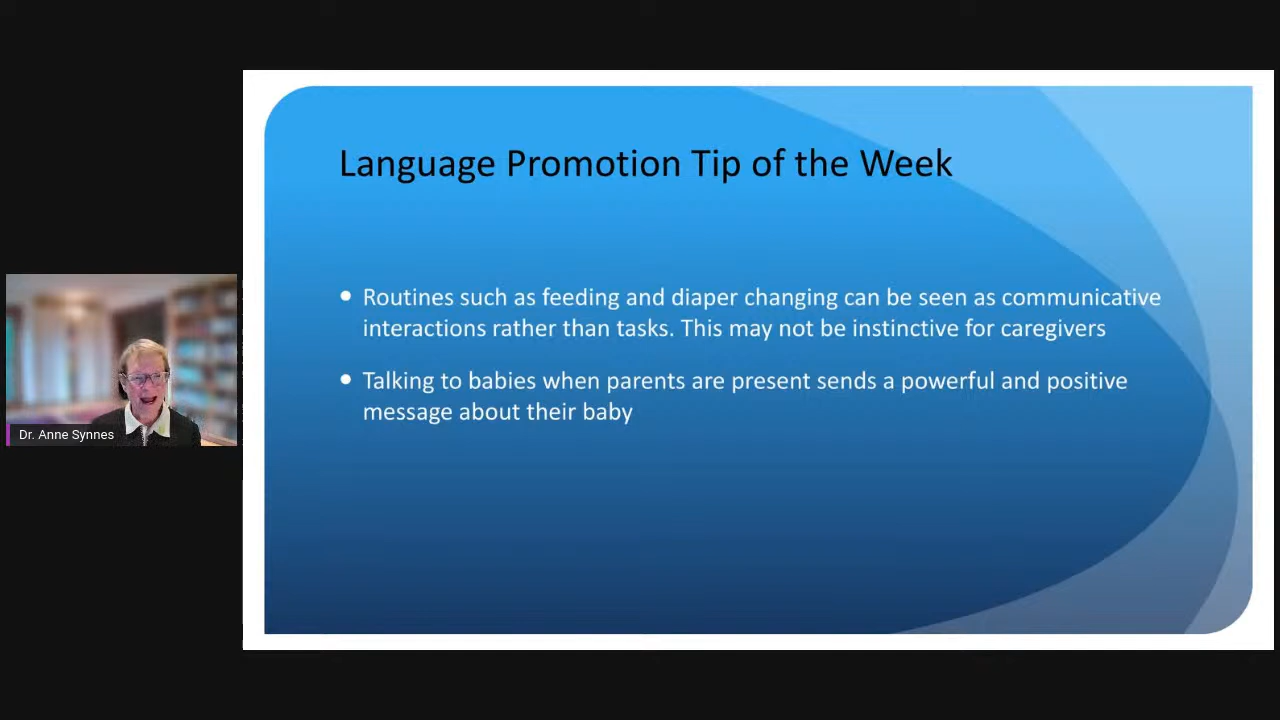 Language Promotion Tip of the Week
• Routines such as feeding and diaper changing can be seen as communicative
interactions rather than tasks. This may not be instinctive for caregivers
• Talking to babies when parents are present sends a powerful and positive
message about their baby
Dr. Anne Synnes